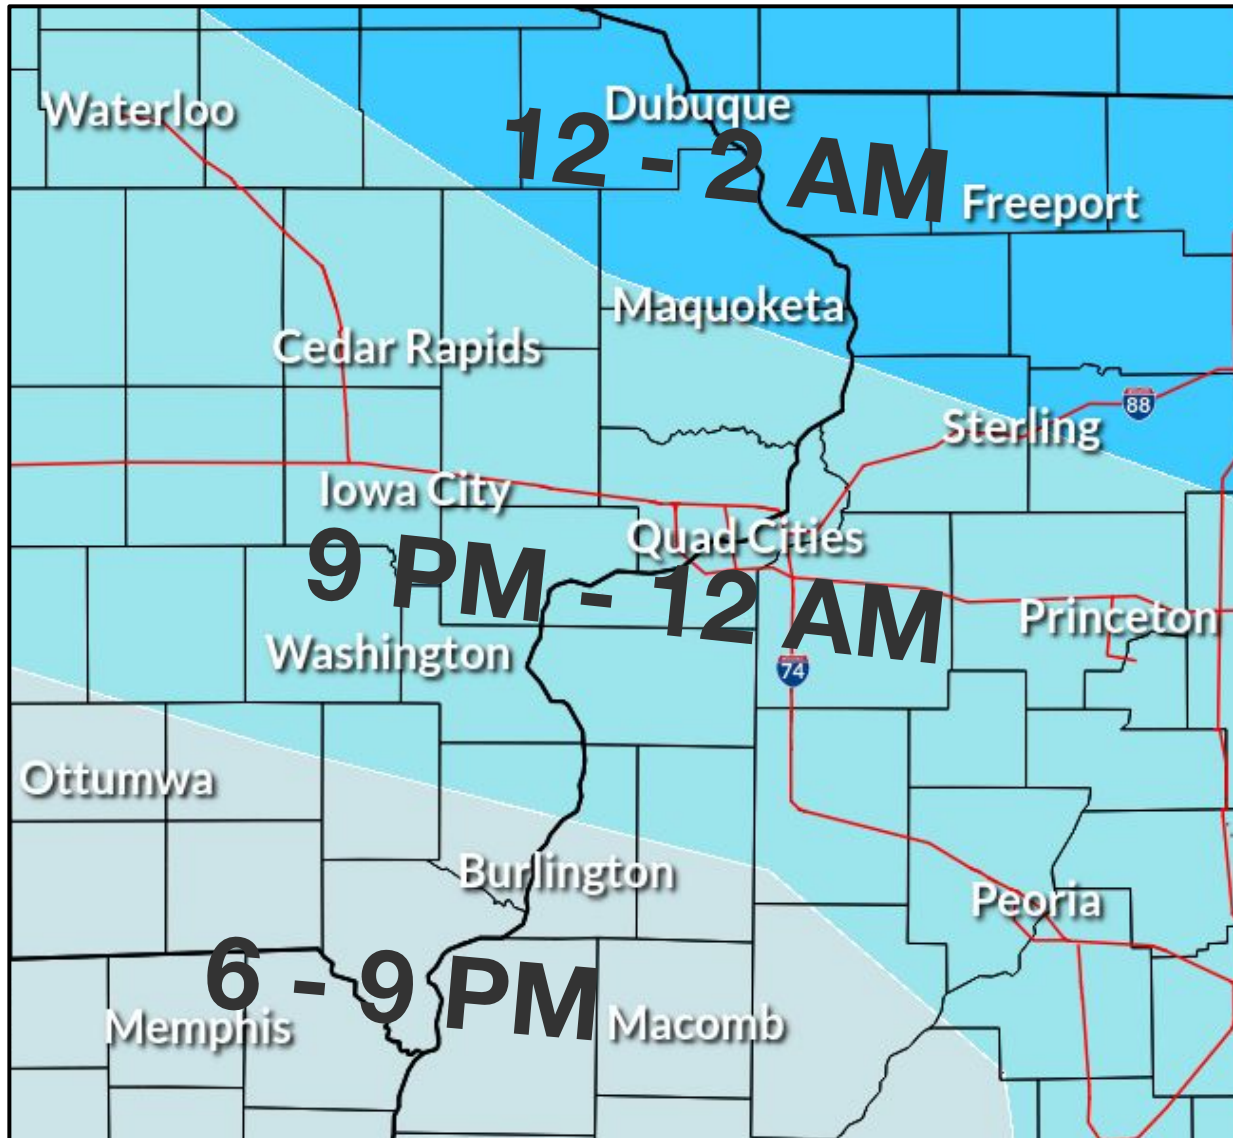 Waterloo
Dubuque
12 - 2 AM
Freeport
Maquoketa
Cedar Rapids
88
Sterling
Iowa City
Quad Cities
9 PM - 12 AM
Princeton
Washington
74
Ottumwa
Burlington
Peoria
6 - 9 PM
Memphis
Macomb